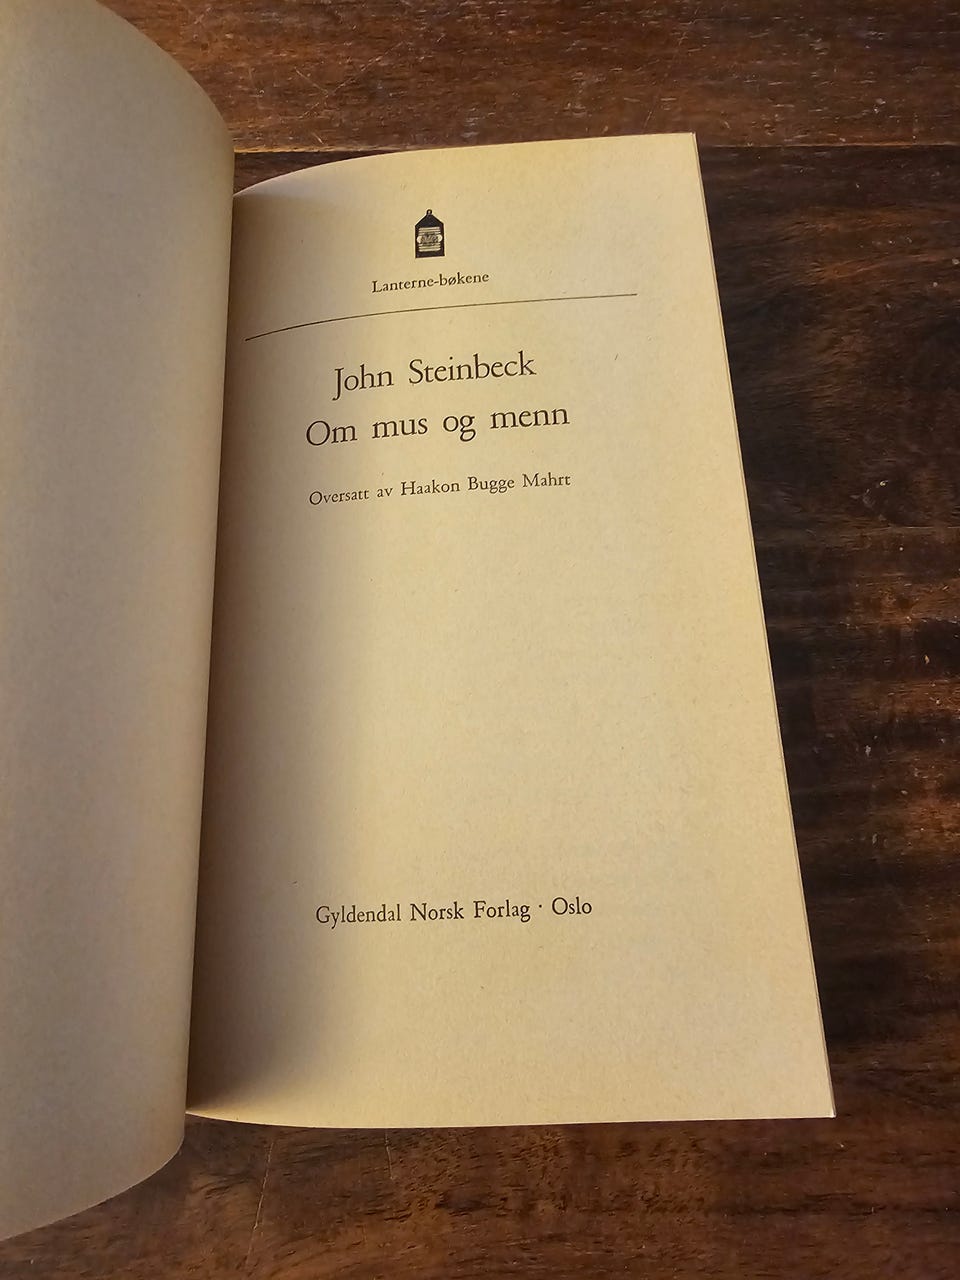 Lanterne-bøkene
John Steinbeck
Om mus og menn
Oversatt av Haakon Bugge Mahrt
Gyldendal Norsk Forlag · Oslo